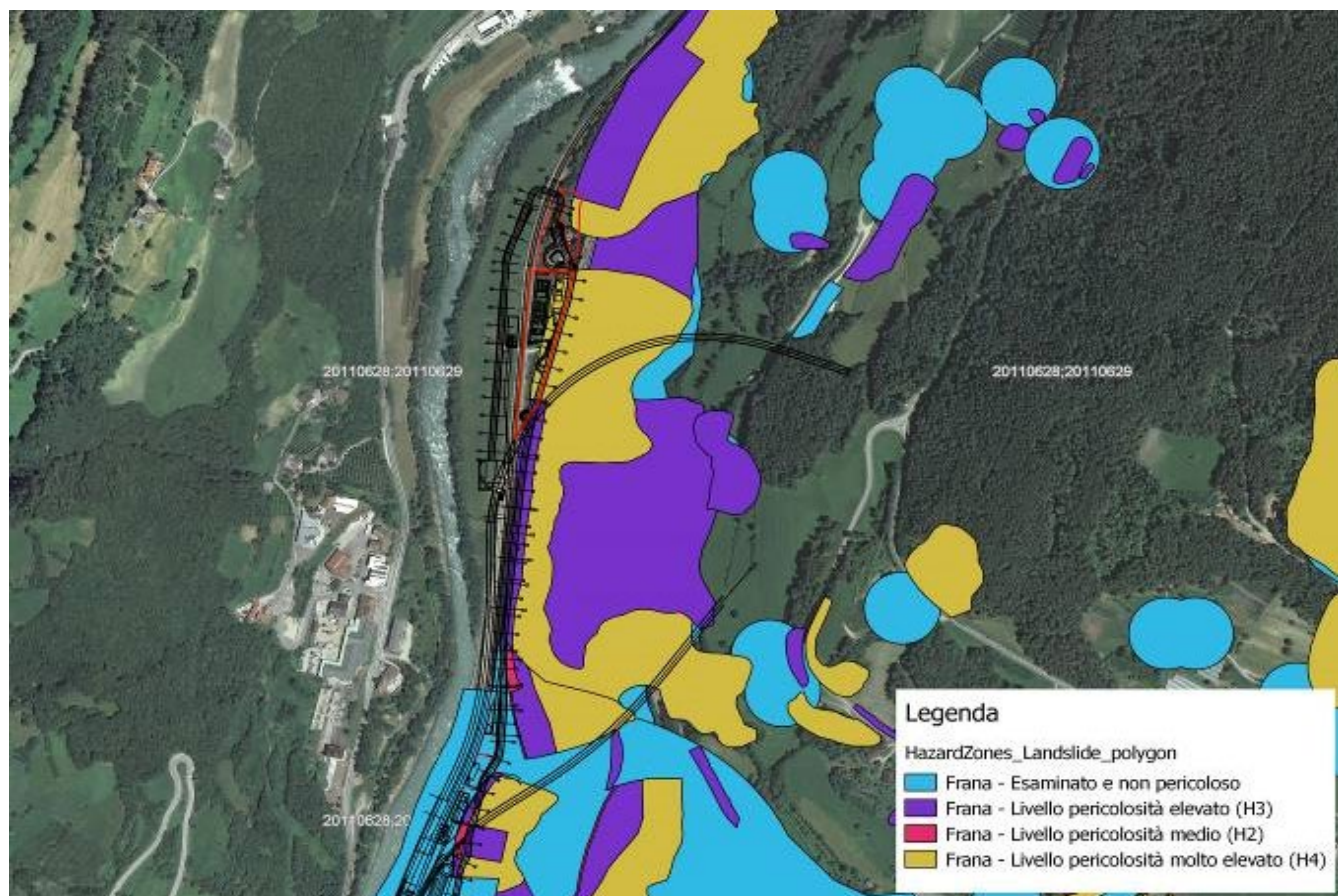 20110628;20110629
20110628;20110629
20110628;20
Legenda
HazardZones_Landslide_polygon
Frana - Esaminato e non pericoloso
Frana - Livello pericolosità elevato (H3)
Frana - Livello pericolosità medio (H2)
Frana - Livello pericolosità molto elevato (H4)